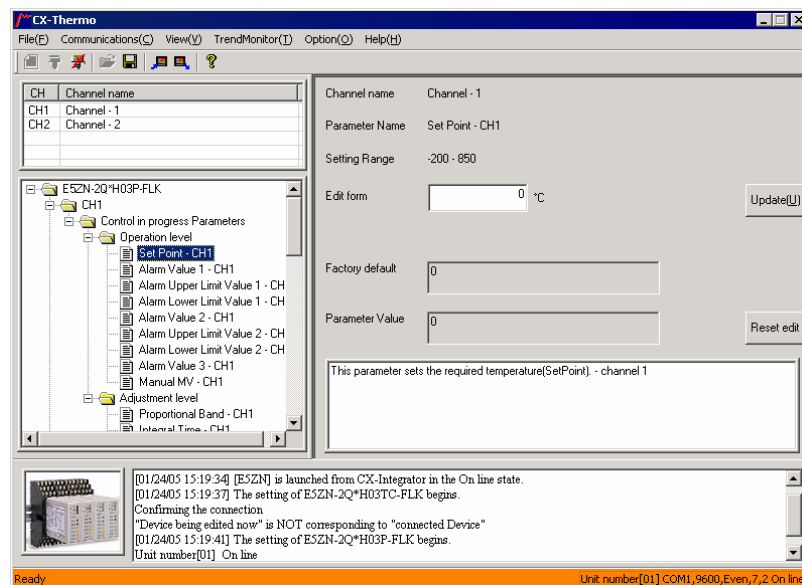 CX-Thermo
File(F) Communications(C) View(V) TrendMonitor(T) Option(O) Help(H)
CH Channel name
CH1 Channel - 1
CH2 Channel - 2
E5ZN-2Q*H03P-FLK
CH1
Control in progress Parameters
Operation level
Set Point - CH1
Alarm Value 1 - CH1
Alarm Upper Limit Value 1 - CH
Alarm Lower Limit Value 1 - CH
Alarm Value 2 - CH1
Alarm Upper Limit Value 2 - CH
Alarm Lower Limit Value 2 - CH
Alarm Value 3 - CH1
Manual MV - CH1
Adjustment level
Proportional Band - CH1
Integral Time - CH1
Channel name Channel - 1
Parameter Name Set Point - CH1
Setting Range -200 - 850
Edit form 0 °C
Update(U)
Factory default 0
Parameter Value 0
Reset edit
This parameter sets the required temperature(SetPoint). - channel 1
[01/24/05 15:19:34] [E5ZN] is launched from CX-Integrator in the On line state.
[01/24/05 15:19:37] The setting of E5ZN-2Q*H03TC-FLK begins.
Confirming the connection
"Device being edited now" is NOT corresponding to "connected Device"
[01/24/05 15:19:41] The setting of E5ZN-2Q*H03P-FLK begins.
Unit number[01] On line
Ready
Unit number[01] COM1,9600,Even,7,2 On line